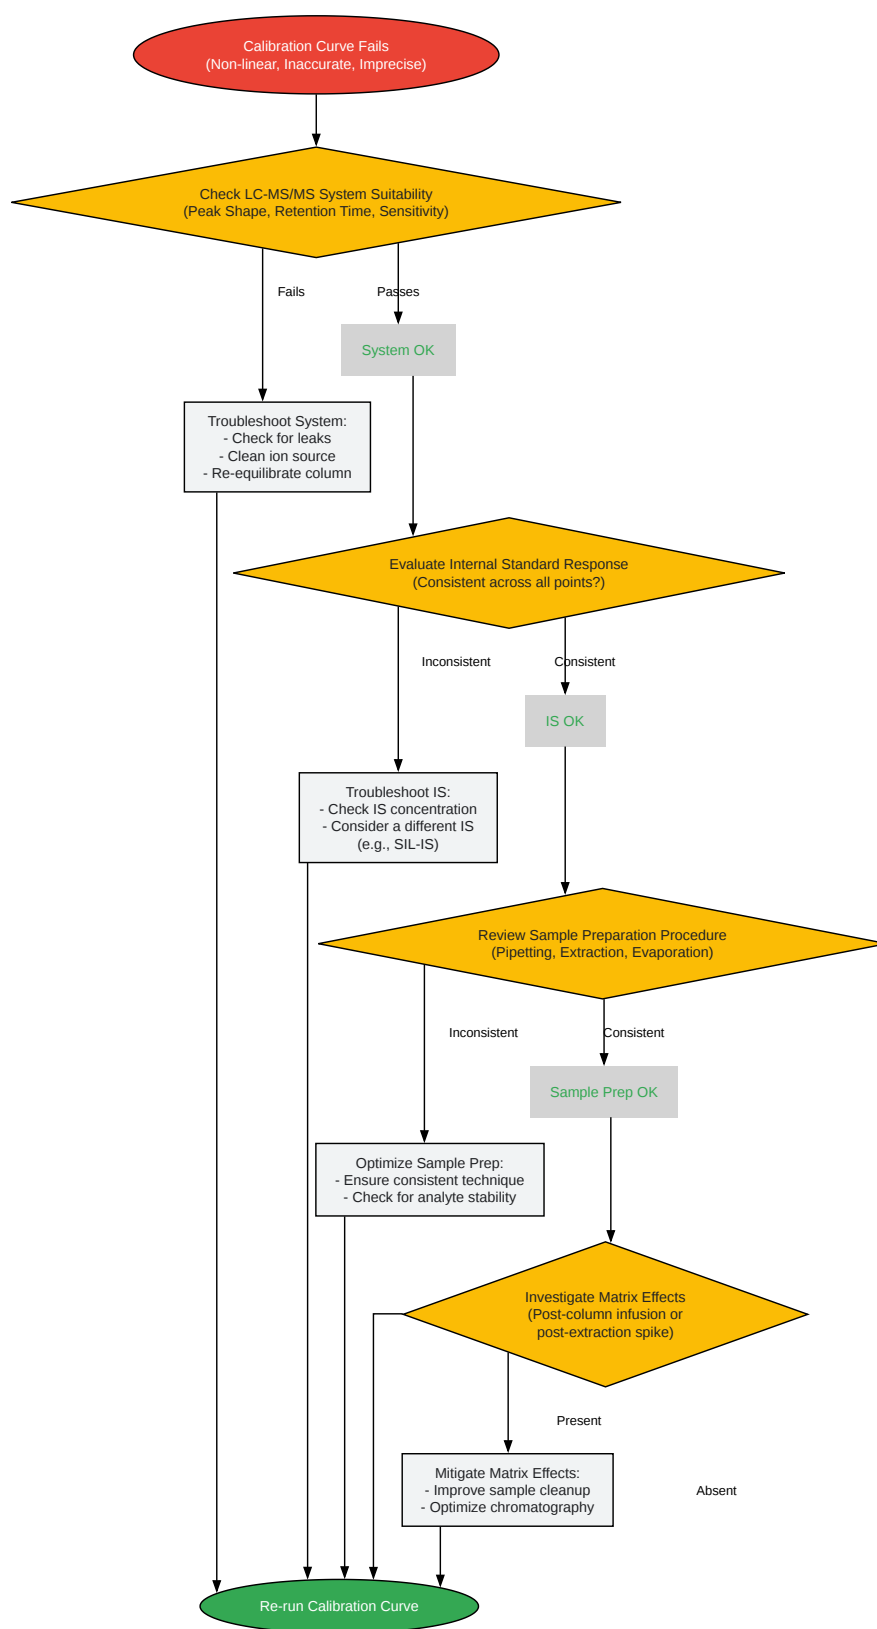 Calibration Curve Fails
(Non-linear, Inaccurate, Imprecise)
Check LC-MS/MS System Suitability
(Peak Shape, Retention Time, Sensitivity)
Fails
Passes
System OK
Troubleshoot System:
- Check for leaks
- Clean ion source
- Re-equilibrate column
Evaluate Internal Standard Response
(Consistent across all points?)
Inconsistent
Consistent
IS OK
Troubleshoot IS:
- Check IS concentration
- Consider a different IS
(e.g., SIL-IS)
Review Sample Preparation Procedure
(Pipetting, Extraction, Evaporation)
Inconsistent
Consistent
Sample Prep OK
Optimize Sample Prep:
- Ensure consistent technique
- Check for analyte stability
Investigate Matrix Effects
(Post-column infusion or
post-extraction spike)
Present
Mitigate Matrix Effects:
- Improve sample cleanup
- Optimize chromatography
Absent
Re-run Calibration Curve